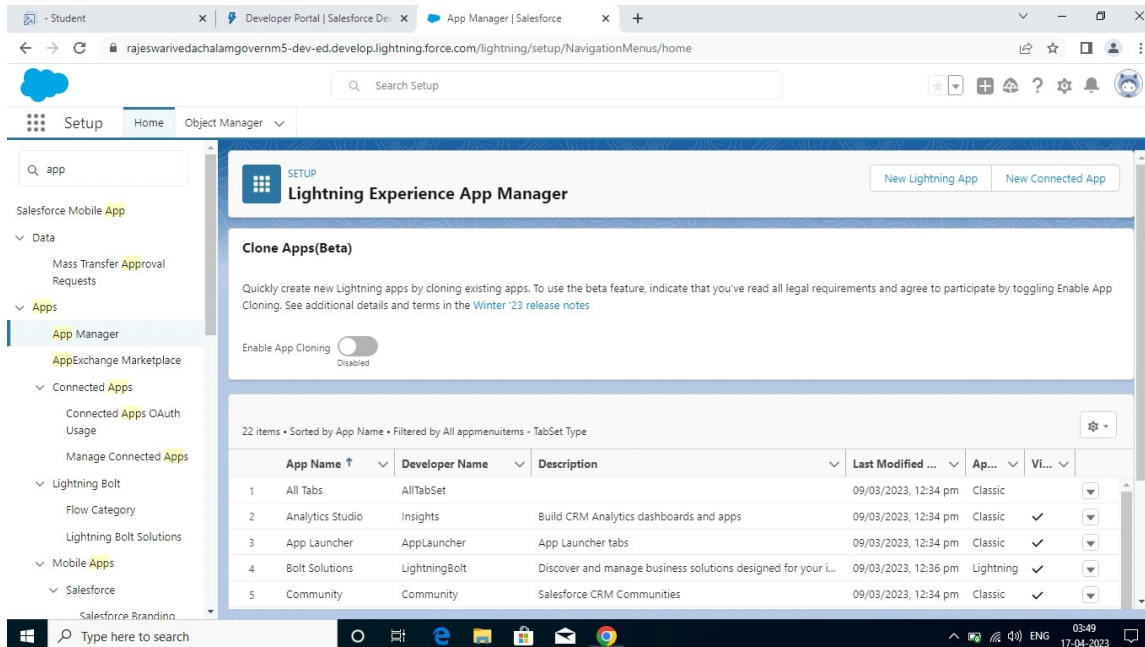 - Student
Developer Portal | Salesforce Dev
App Manager | Salesforce
rajeswarivedachalamgovernm5-dev-ed.develop.lightning.force.com/lightning/setup/NavigationMenus/home
Search Setup
Setup
Home
Object Manager
app
Salesforce Mobile App
Data
Mass Transfer Approval
Requests
Apps
App Manager
AppExchange Marketplace
Connected Apps
Connected Apps OAuth
Usage
Manage Connected Apps
Lightning Bolt
Flow Category
Lightning Bolt Solutions
Mobile Apps
Salesforce
Salesforce Branding
SETUP
Lightning Experience App Manager
New Lightning App
New Connected App
Clone Apps(Beta)
Quickly create new Lightning apps by cloning existing apps. To use the beta feature, indicate that you've read all legal requirements and agree to participate by toggling Enable App
Cloning. See additional details and terms in the Winter '23 release notes
Enable App Cloning
Disabled
22 items • Sorted by App Name • Filtered by All appmenuitems - TabSet Type
App Name Developer Name Description Last Modified ... Ap... Vi...
1 All Tabs AllTabSet 09/03/2023, 12:34 pm Classic
2 Analytics Studio Insights Build CRM Analytics dashboards and apps 09/03/2023, 12:34 pm Classic
3 App Launcher AppLauncher App Launcher tabs 09/03/2023, 12:34 pm Classic
4 Bolt Solutions LightningBolt Discover and manage business solutions designed for your i... 09/03/2023, 12:36 pm Lightning
5 Community Community Salesforce CRM Communities 09/03/2023, 12:34 pm Classic
Type here to search
ENG
03:49
17-04-2023